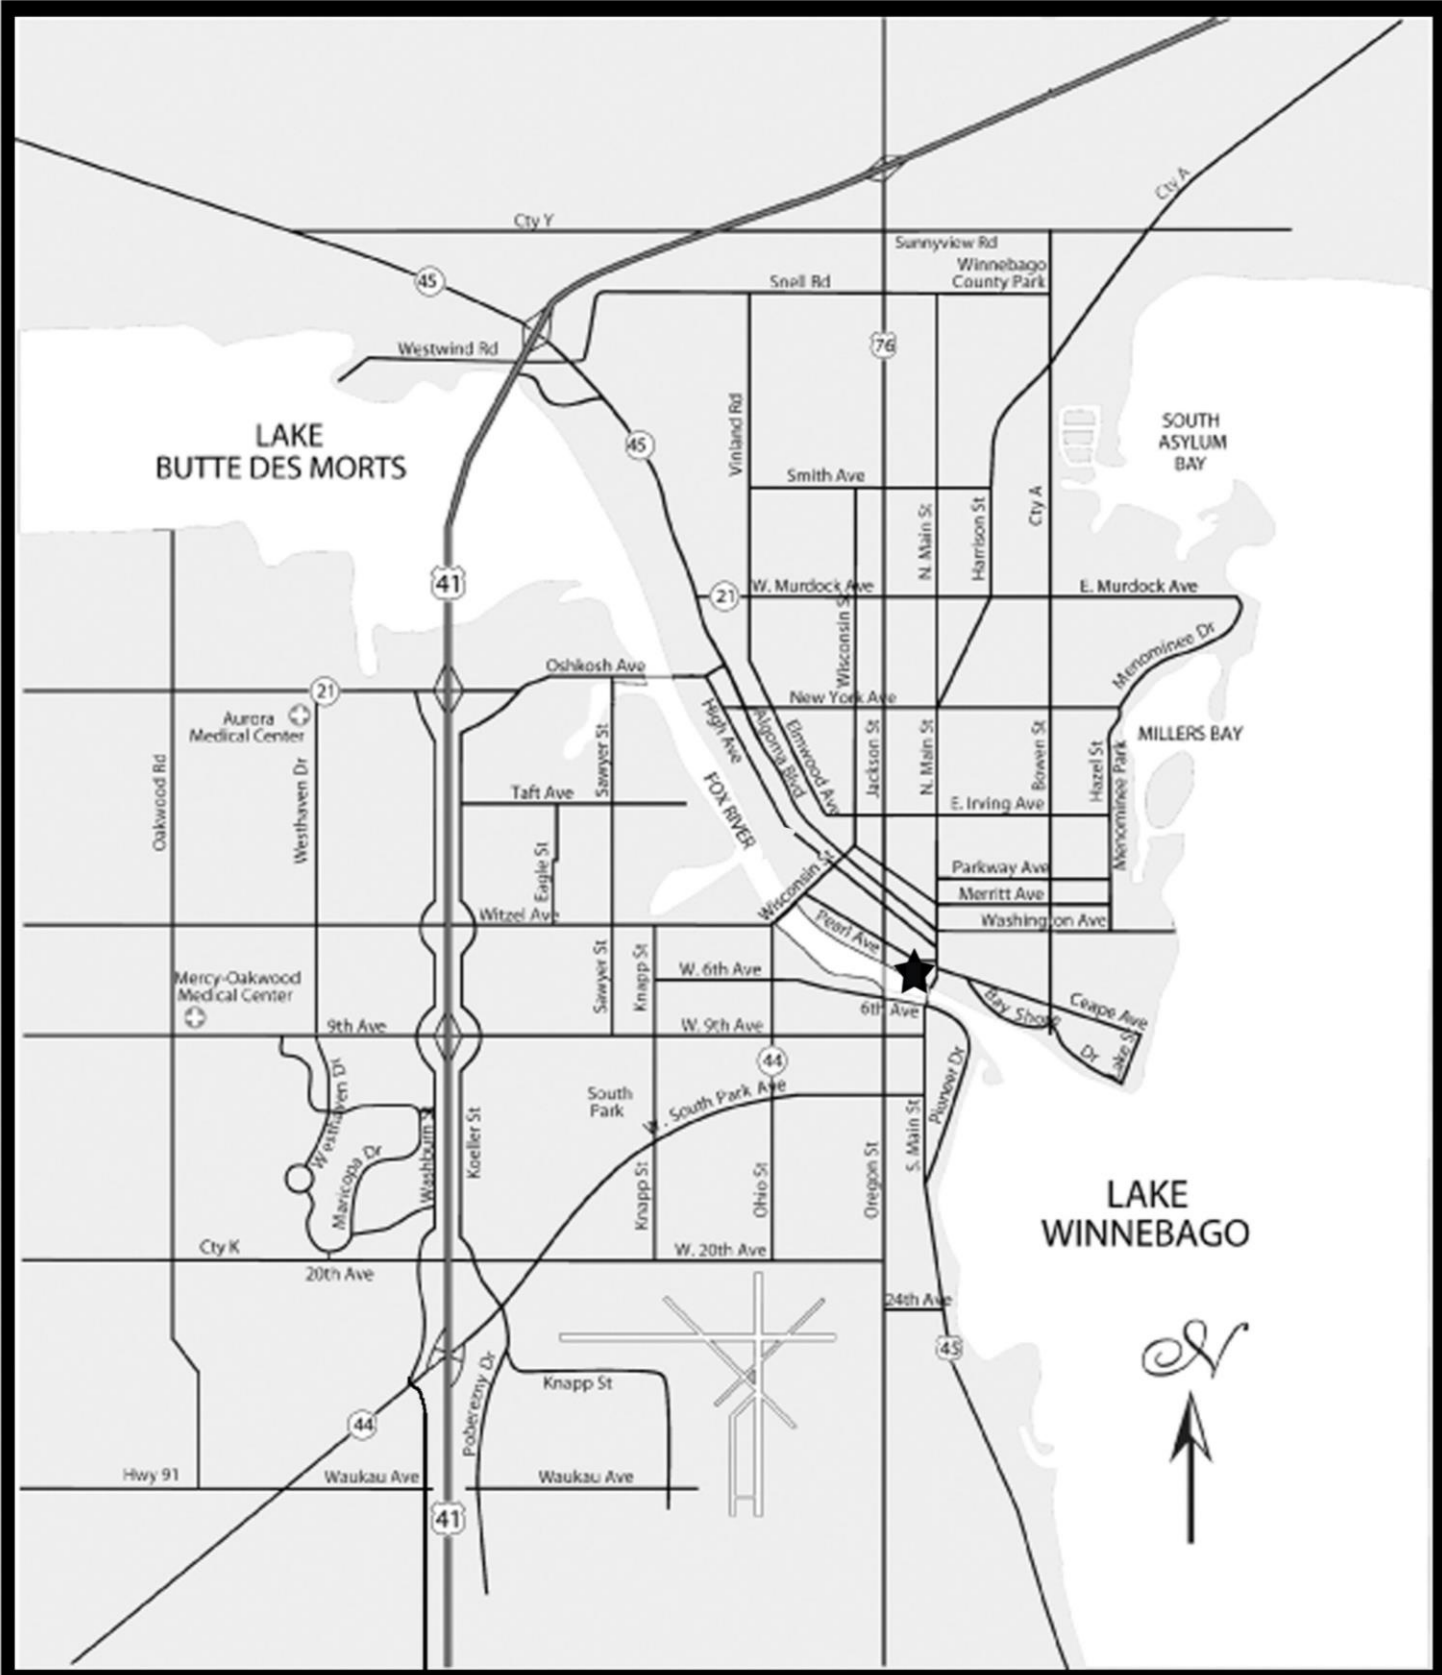 Cty A
Cty Y
Sunnyview Rd
Winnebago
County Park
45
Snell Rd
76
Westwind Rd
LAKE
BUTTE DES MORTS
Vinland Rd
SOUTH
ASYLUM
BAY
45
Smith Ave
N. Main St
Harrison St
Cty A
41
21
W. Murdock Ave
E. Murdock Ave
Wisconsin St
Menominee Dr
Oshkosh Ave
21
New York Ave
Aurora
Medical Center
High Ave
Algoma Blvd
Elmwood Ave
Jackson St
N. Main St
Bowen St
Hazel St
Menominee Park
MILLERS BAY
Oakwood Rd
Westhaven Dr
Sawyer St
Taft Ave
FOX RIVER
E. Irving Ave
Eagle St
Parkway Ave
Merritt Ave
Washington Ave
Wisconsin St
Witzel Ave
Pearl Ave
Sawyer St
Knapp St
W. 6th Ave
Mercy-Oakwood
Medical Center
Bay Shore
Dr
Ceape Ave
Lake St
6th Ave
9th Ave
W. 9th Ave
44
Westhaven Dr
South
Park
W. South Park Ave
Pioneer Dr
S. Main St
Washburn St
Koeller St
Maricopa Dr
Knapp St
Ohio St
Oregon St
LAKE
WINNEBAGO
Cty K
20th Ave
W. 20th Ave
24th Ave
45
N
Poberezny Dr
Knapp St
44
Hwy 91
Waukau Ave
Waukau Ave
41